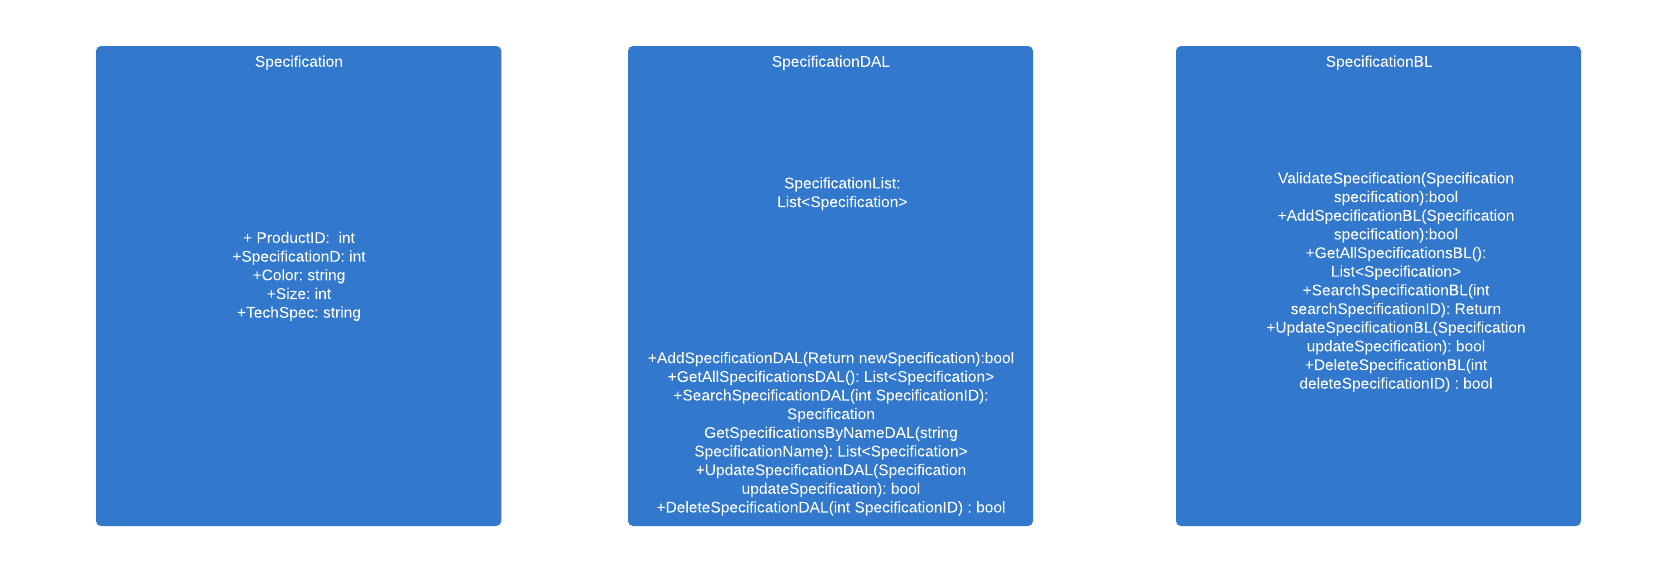 Specification
+ ProductID:  int
+SpecificationD: int
+Color: string
+Size: int
+TechSpec: string
SpecificationDAL
SpecificationList:
List<Specification>
+AddSpecificationDAL(Return newSpecification):bool
+GetAllSpecificationsDAL(): List<Specification>
+SearchSpecificationDAL(int SpecificationID):
Specification
GetSpecificationsByNameDAL(string
SpecificationName): List<Specification>
+UpdateSpecificationDAL(Specification
updateSpecification): bool
+DeleteSpecificationDAL(int SpecificationID) : bool
SpecificationBL
ValidateSpecification(Specification
specification):bool
+AddSpecificationBL(Specification
specification):bool
+GetAllSpecificationsBL():
List<Specification>
+SearchSpecificationBL(int
searchSpecificationID): Return
+UpdateSpecificationBL(Specification
updateSpecification): bool
+DeleteSpecificationBL(int
deleteSpecificationID) : bool